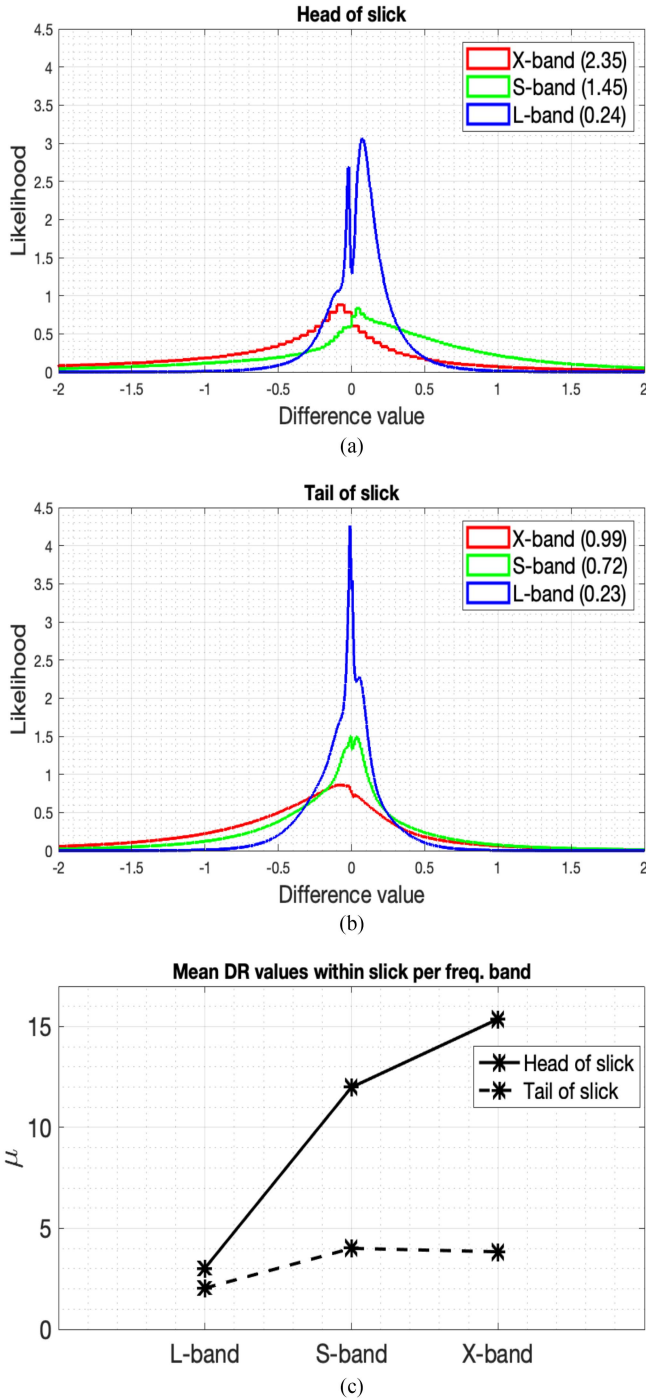 Head of slick
4.5
4
3.5
3
2.5
2
1.5
1
0.5
0
Likelihood
X-band (2.35)
S-band (1.45)
L-band (0.24)
-2 -1.5 -1 -0.5 0 0.5 1 1.5 2
Difference value
(a)
Tail of slick
4.5
4
3.5
3
2.5
2
1.5
1
0.5
0
Likelihood
X-band (0.99)
S-band (0.72)
L-band (0.23)
-2 -1.5 -1 -0.5 0 0.5 1 1.5 2
Difference value
(b)
Mean DR values within slick per freq. band
15
10
5
0
μ
Head of slick
Tail of slick
L-band S-band X-band
(c)